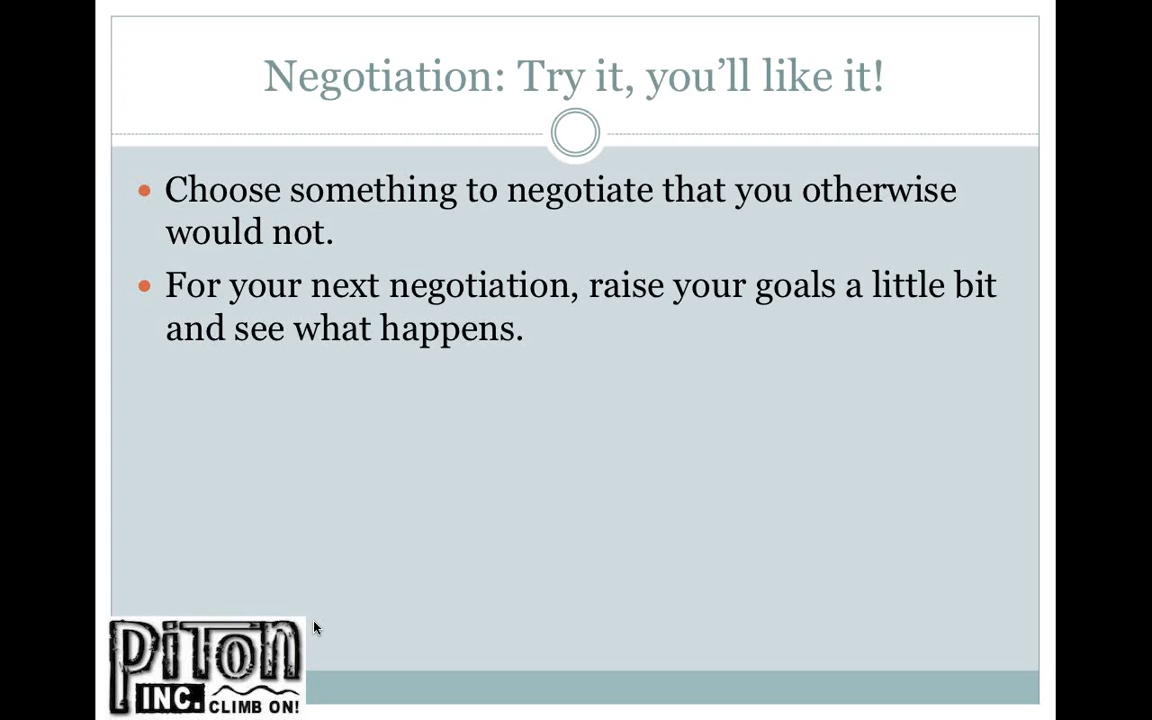 Negotiation: Try it, you’ll like it!
Choose something to negotiate that you otherwise
would not.
For your next negotiation, raise your goals a little bit
and see what happens.
PiTon
INC. CLIMB ON!